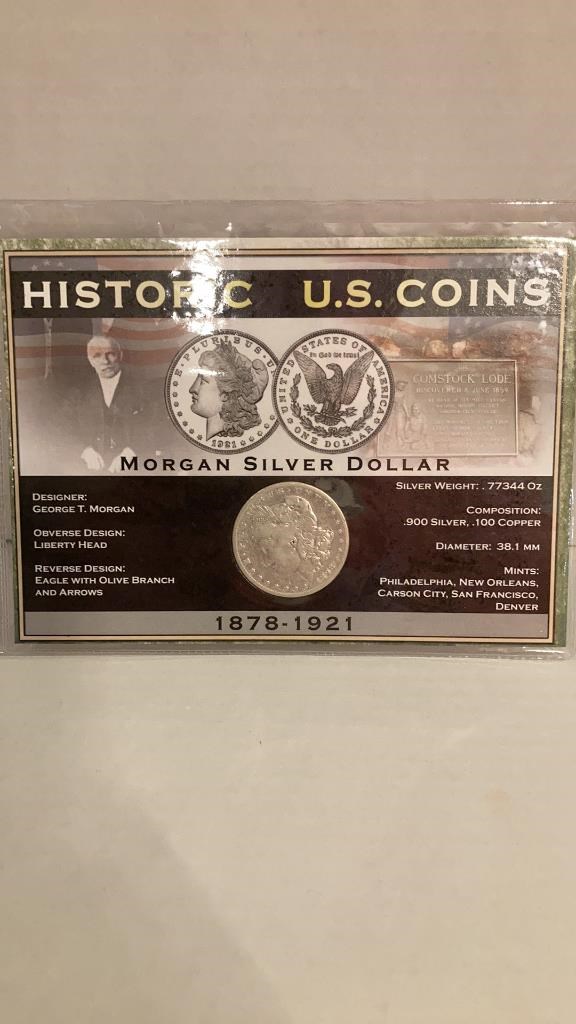 HISTORIC U.S. COINS
E·PLURIBUS·U
1921
UNITED STATES OF
In God we trust
ONE DOLLAR
COMSTOCK LODE
DISCOVERED JUNE 1859
MORGAN SILVER DOLLAR
DESIGNER:
GEORGE T. MORGAN
OBVERSE DESIGN:
LIBERTY HEAD
REVERSE DESIGN:
EAGLE WITH OLIVE BRANCH
AND ARROWS
SILVER WEIGHT: .77344 OZ
COMPOSITION:
.900 SILVER, .100 COPPER
DIAMETER: 38.1 MM
MINTS:
PHILADELPHIA, NEW ORLEANS,
CARSON CITY, SAN FRANCISCO,
DENVER
1878-1921